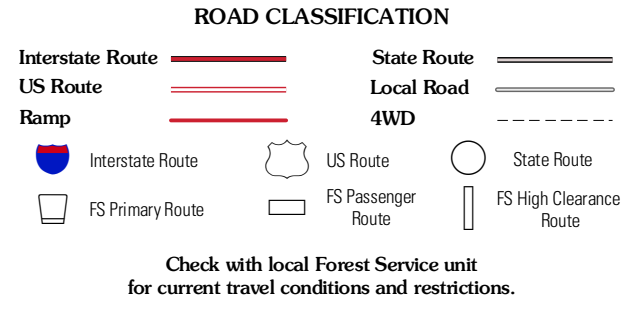 ROAD CLASSIFICATION
Interstate Route
State Route
US Route
Local Road
Ramp
4WD
Interstate Route
US Route
State Route
FS Primary Route
FS Passenger
Route
FS High Clearance
Route
Check with local Forest Service unit
for current travel conditions and restrictions.